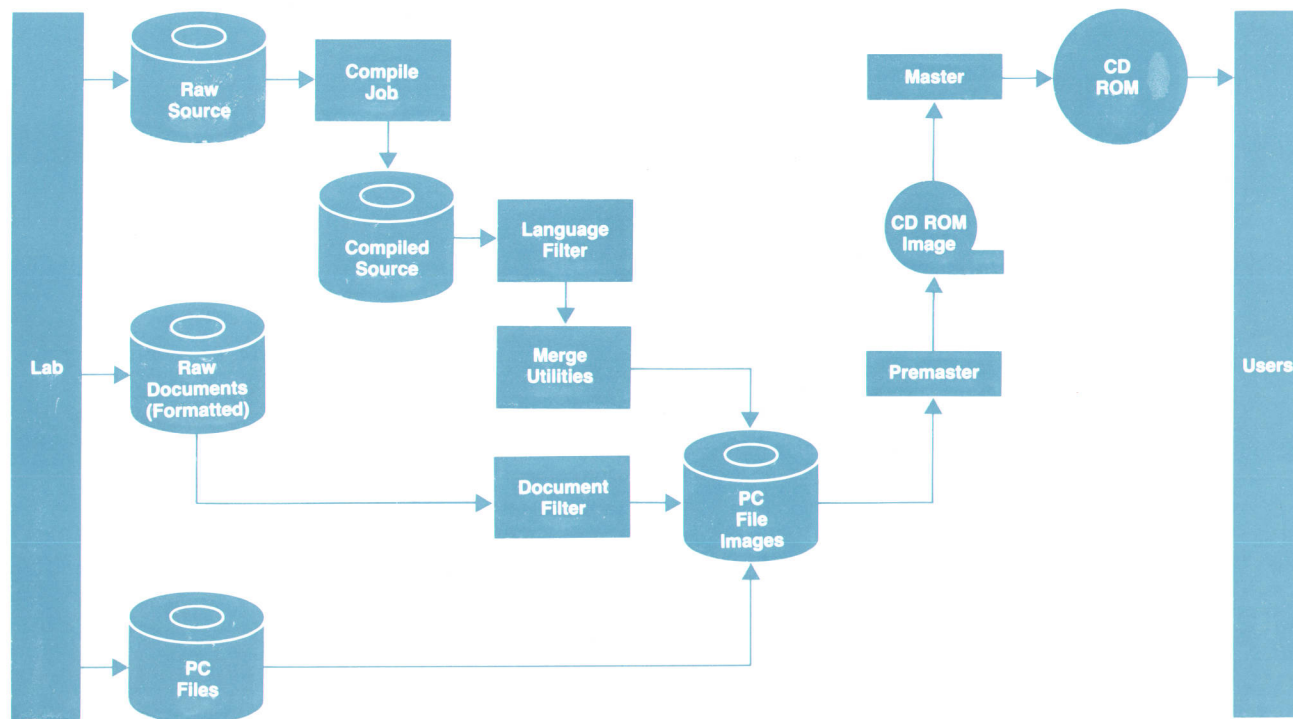 Lab
Raw
Source
Compile
Job
Compiled
Source
Language
Filter
Merge
Utilities
Raw
Documents
(Formatted)
Document
Filter
PC
Files
PC
File
Images
Premaster
CD ROM
Image
Master
CD
ROM
Users